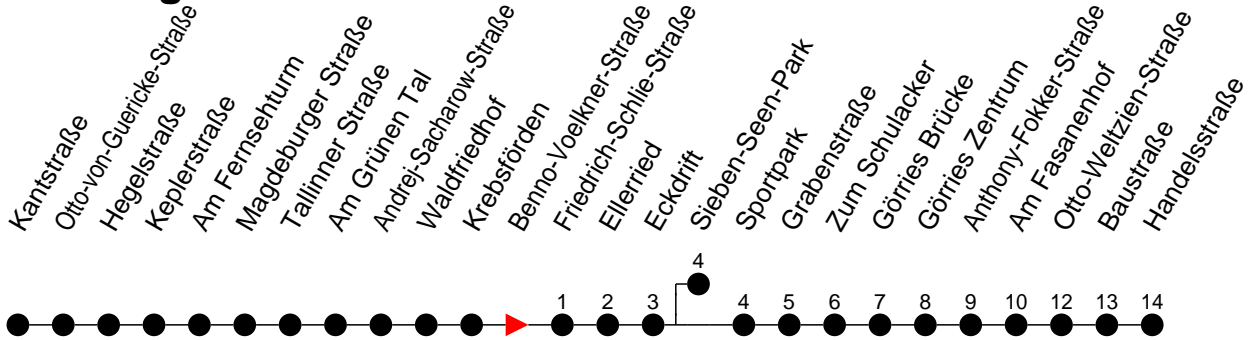 Kantstraße
Otto-von-Guericke-Straße
Hegelstraße
Keplerstraße
Am Fernsehturm
Magdeburger Straße
Tallinner Straße
Am Grünen Tal
Andrej-Sacharow-Straße
Waldfriedhof
Krebsförden
Benno-Voelkner-Straße
Friedrich-Schlie-Straße
Ellerried
Eckdrift
Sieben-Seen-Park
Sportpark
Grabenstraße
Zum Schulacker
Görries Brücke
Görries Zentrum
Anthony-Fokker-Straße
Am Fasanenhof
Otto-Weltzien-Straße
Baustraße
Handelsstraße
4
1 2 3 4 5 6 7 8 9 10 12 13 14